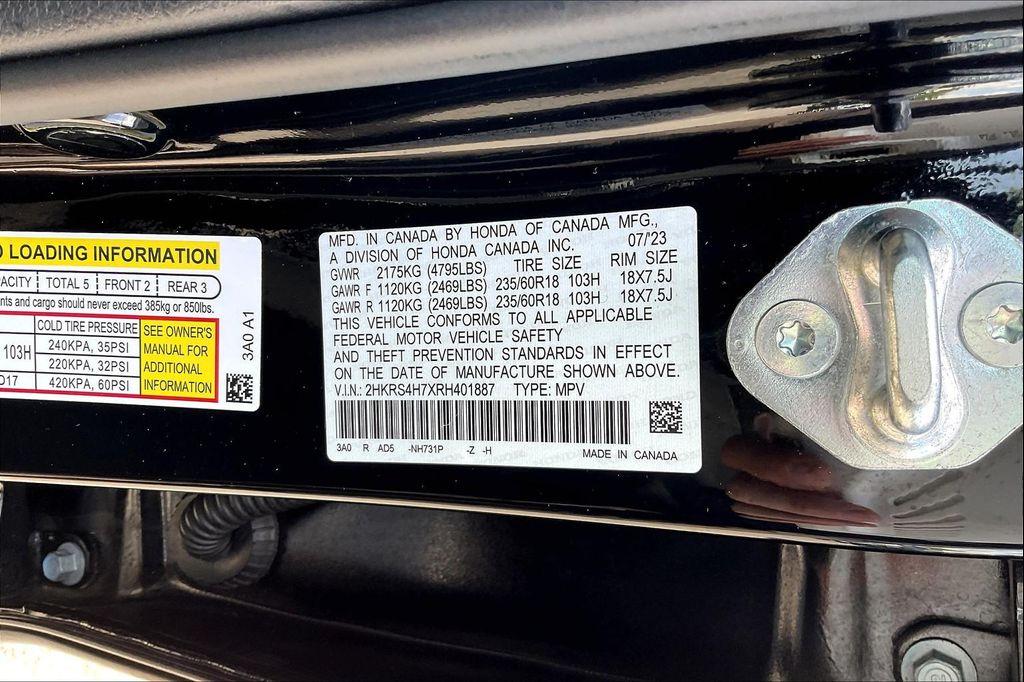 LOADING INFORMATION
TOTAL 5 FRONT 2 REAR 3
and cargo should never exceed 385kg or 850lbs.
COLD TIRE PRESSURE
SEE OWNER'S
MANUAL FOR
ADDITIONAL
INFORMATION
103H 240KPA, 35PSI
220KPA, 32PSI
420KPA, 60PSI
3A0 A1
MFD. IN CANADA BY HONDA OF CANADA MFG.,
A DIVISION OF HONDA CANADA INC. 07/'23
GVWR 2175KG (4795LBS) TIRE SIZE RIM SIZE
GAWR F 1120KG (2469LBS) 235/60R18 103H 18X7.5J
GAWR R 1120KG (2469LBS) 235/60R18 103H 18X7.5J
THIS VEHICLE CONFORMS TO ALL APPLICABLE
FEDERAL MOTOR VEHICLE SAFETY
AND THEFT PREVENTION STANDARDS IN EFFECT
ON THE DATE OF MANUFACTURE SHOWN ABOVE.
V.I.N.: 2HKRS4H7XRH401887 TYPE: MPV
3A0 R AD5 -NH731P -Z -H MADE IN CANADA